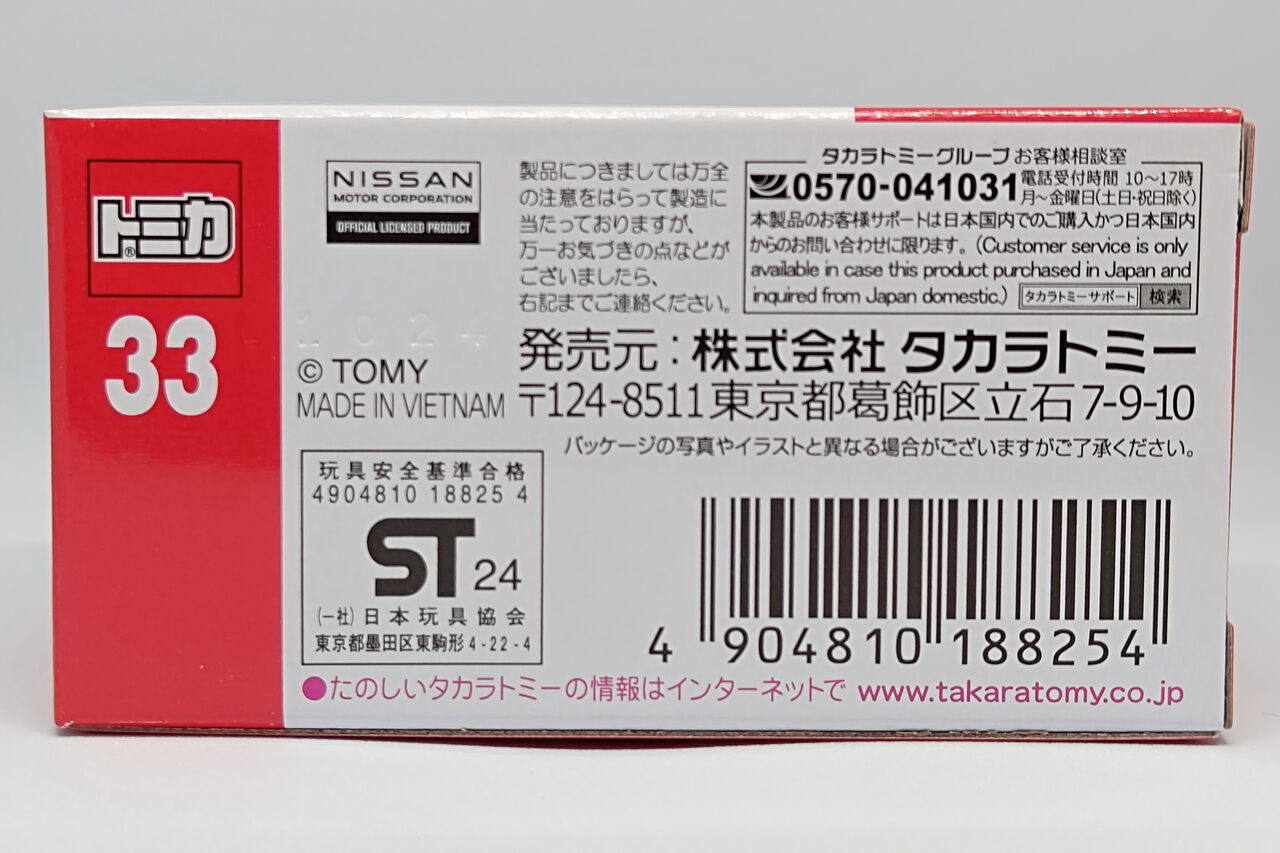 トミカ®
33
NISSAN
MOTOR CORPORATION
OFFICIAL LICENSED PRODUCT
1024
© TOMY
MADE IN VIETNAM
製品につきましては万全
の注意をはらって製造に
当たっておりますが、
万一お気づきの点などが
ございましたら、
右記までご連絡ください。
タカラトミーグループ お客様相談室
0570-041031 電話受付時間 10～17時
月～金曜日(土日・祝日除く)
本製品のお客様サポートは日本国内でのご購入かつ日本国内
からのお問い合わせに限ります。(Customer service is only
available in case this product purchased in Japan and
inquired from Japan domestic.) タカラトミーサポート 検索
発売元：株式会社 タカラトミー
〒124-8511 東京都葛飾区立石 7-9-10
パッケージの写真やイラストと異なる場合がございますがご了承ください。
玩具安全基準合格
4904810 18825 4
ST 24
(一社) 日本玩具協会
東京都墨田区東駒形 4-22-4
4 904810 188254
●たのしいタカラトミーの情報はインターネットで www.takaratomy.co.jp